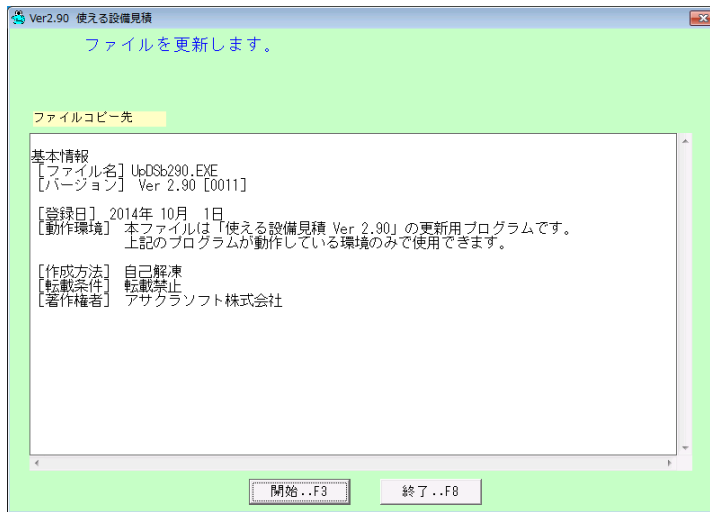 Ver2.90 使える設備見積
ファイルを更新します。
ファイルコピー先
基本情報
[ファイル名] UpDSb290.EXE
[バージョン] Ver 2.90 [0011]
[登録日] 2014年 10月 1日
[動作環境] 本ファイルは「使える設備見積 Ver 2.90」の更新用プログラムです。
上記のプログラムが動作している環境のみで使用できます。
[作成方法] 自己解凍
[転載条件] 転載禁止
[著作権者] アサクラソフト株式会社
開始..F3 終了..F8